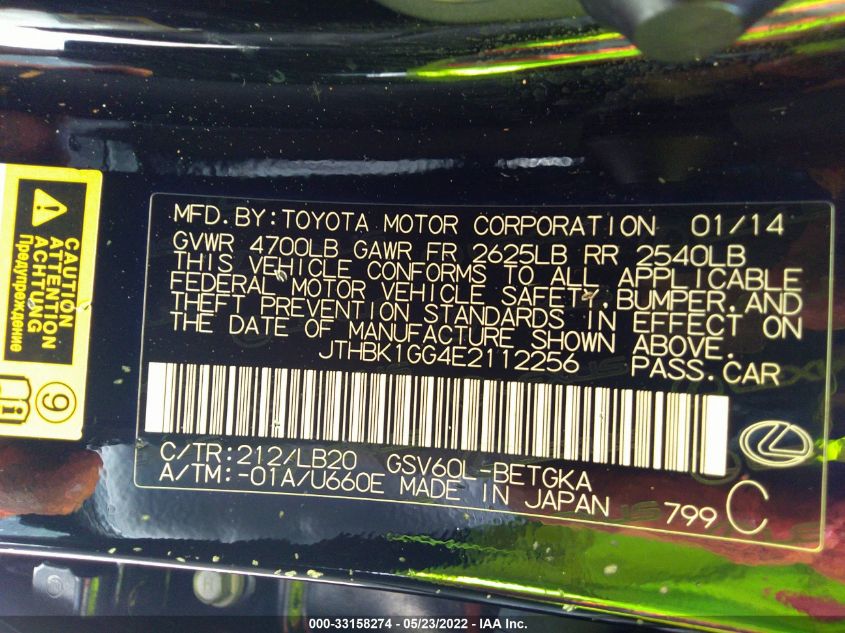 CAUTION
ATTENTION
ACHTUNG
Предупреждение
9
MFD.BY:TOYOTA MOTOR CORPORATION 01/14
GVWR 4700LB GAWR FR 2625LB RR 2540LB
THIS VEHICLE CONFORMS TO ALL APPLICABLE
FEDERAL MOTOR VEHICLE SAFETY,BUMPER,AND
THEFT PREVENTION STANDARDS IN EFFECT ON
THE DATE OF MANUFACTURE SHOWN ABOVE.
JTHBK1GG4E2112256 PASS.CAR
C/TR:212/LB20 GSV60L-BETGKA
A/TM:-01A/U660E MADE IN JAPAN
799 C
000-33158274 - 05/23/2022 - IAA Inc.